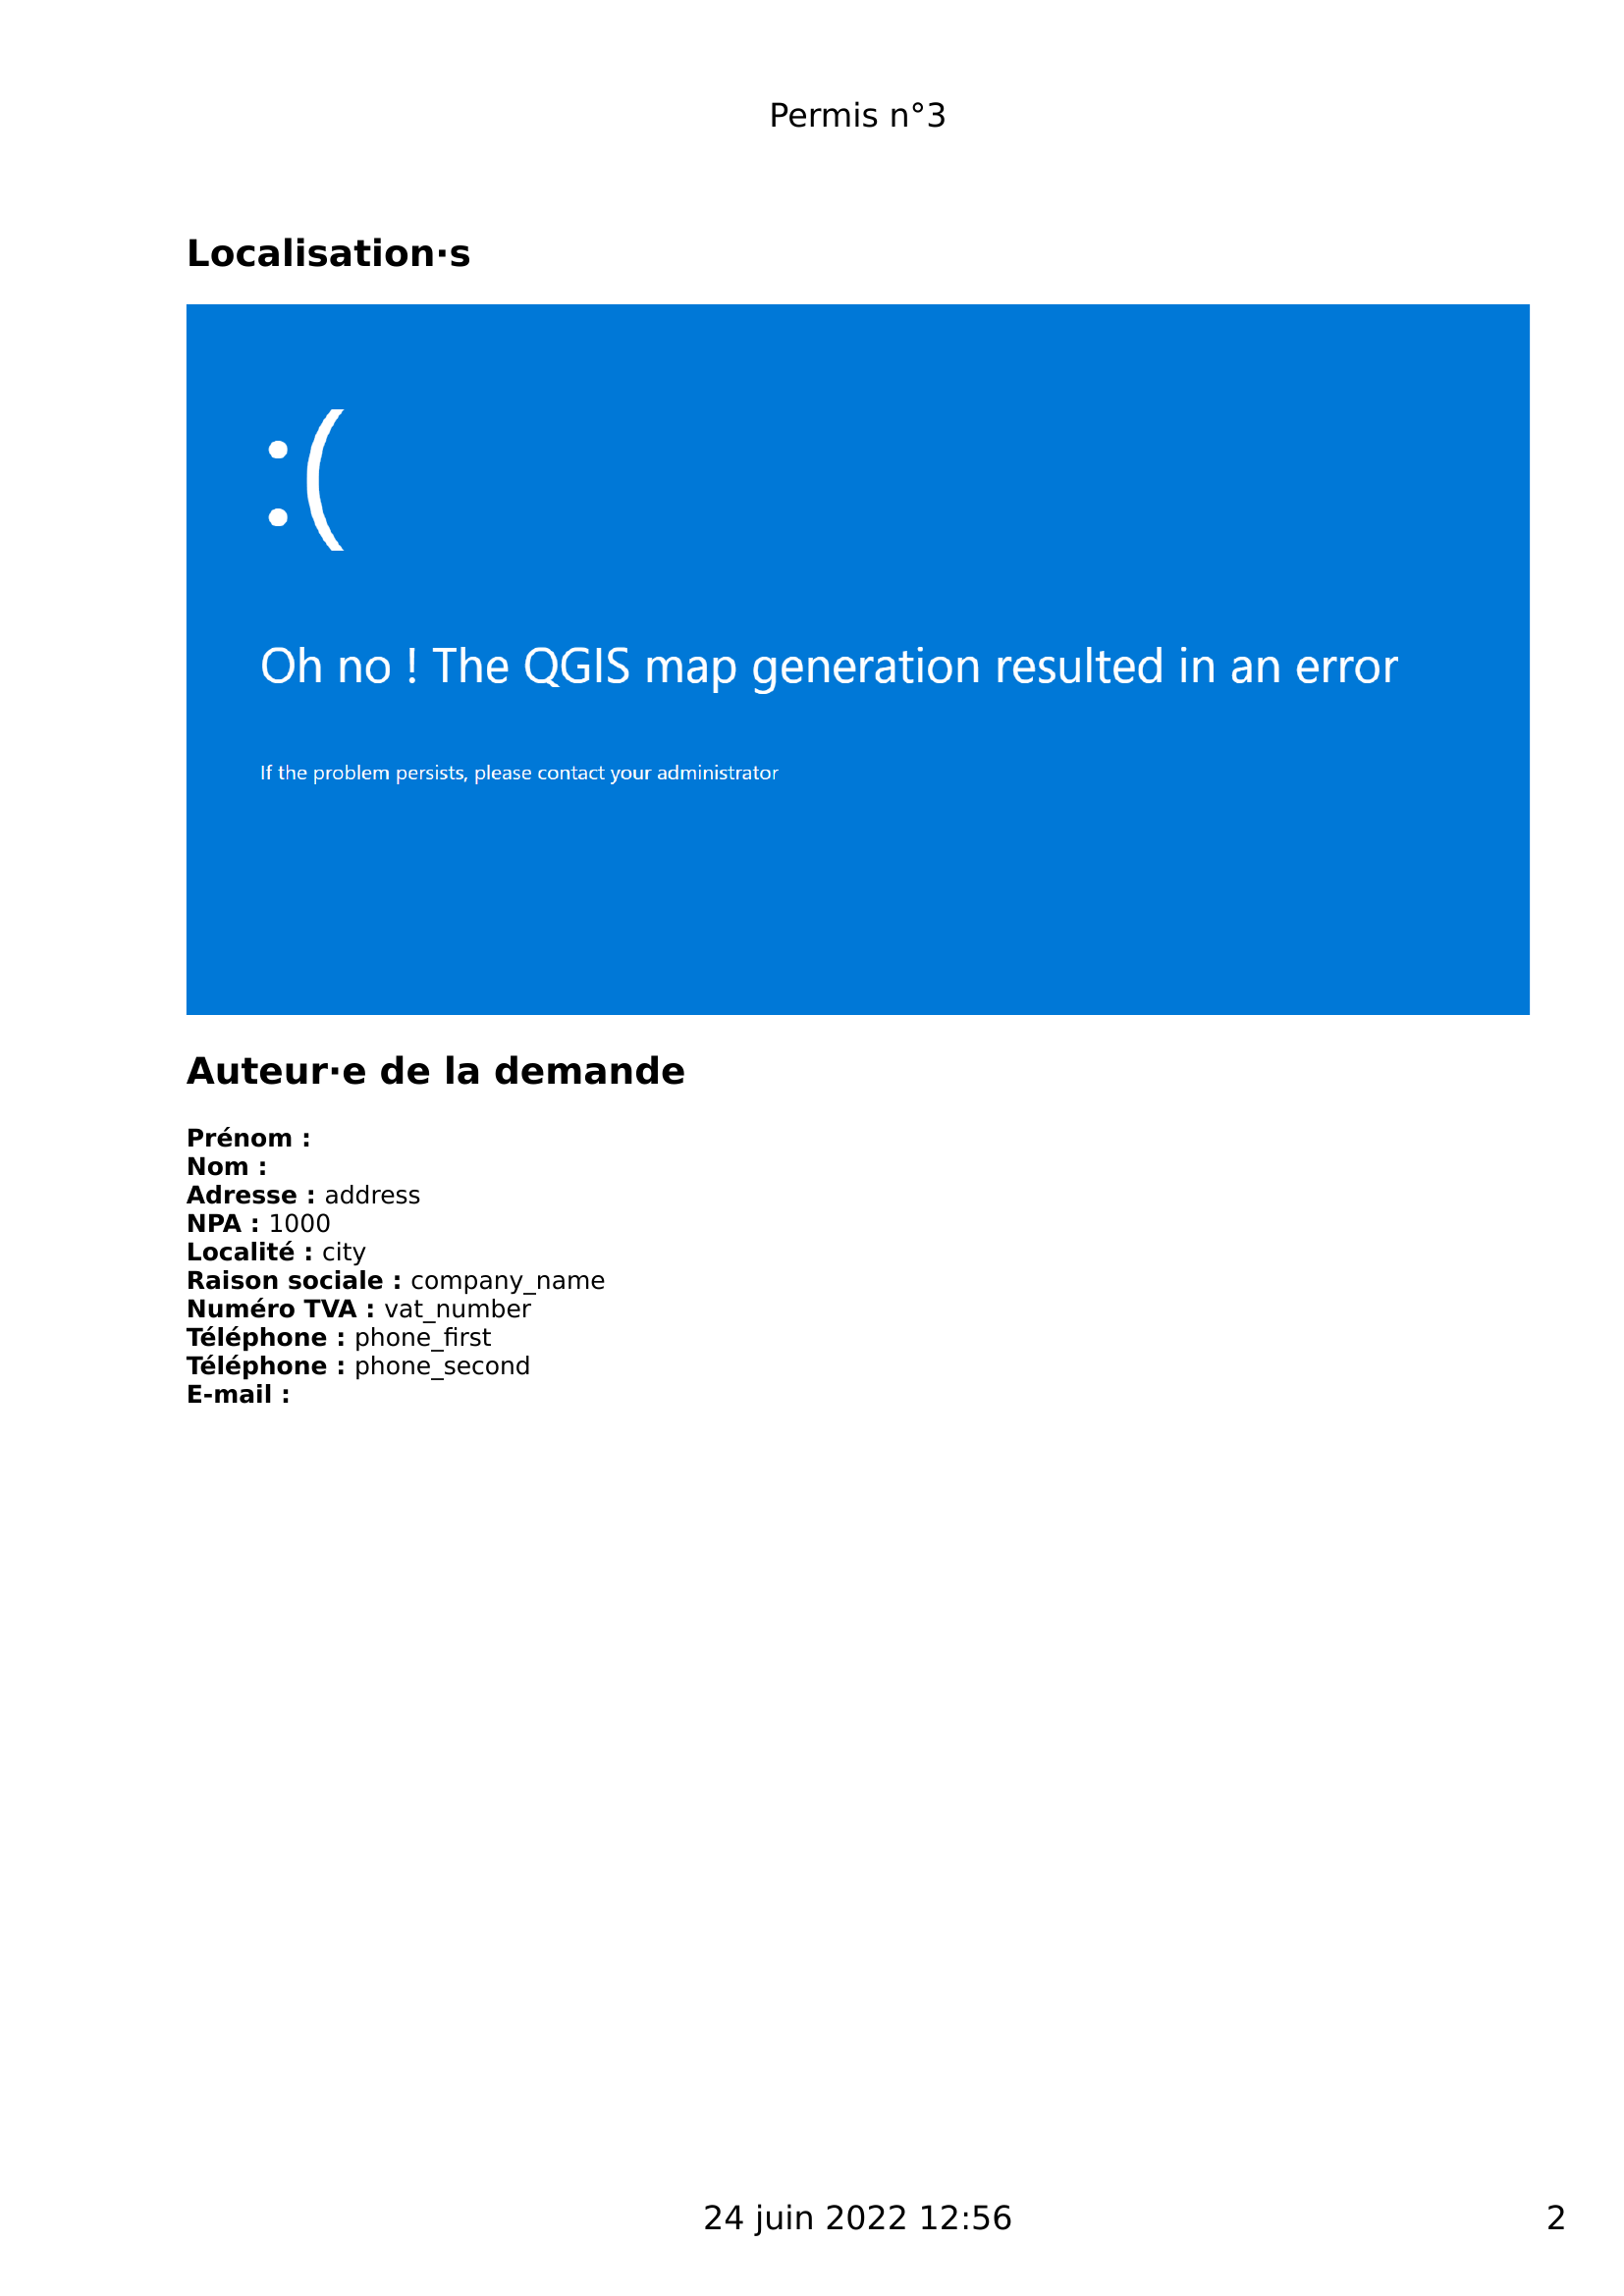 Permis n°3
Localisation·s
:(
Oh no ! The QGIS map generation resulted in an error
If the problem persists, please contact your administrator
Auteur·e de la demande
Prénom :
Nom :
Adresse : address
NPA : 1000
Localité : city
Raison sociale : company_name
Numéro TVA : vat_number
Téléphone : phone_first
Téléphone : phone_second
E-mail :
24 juin 2022 12:56 2